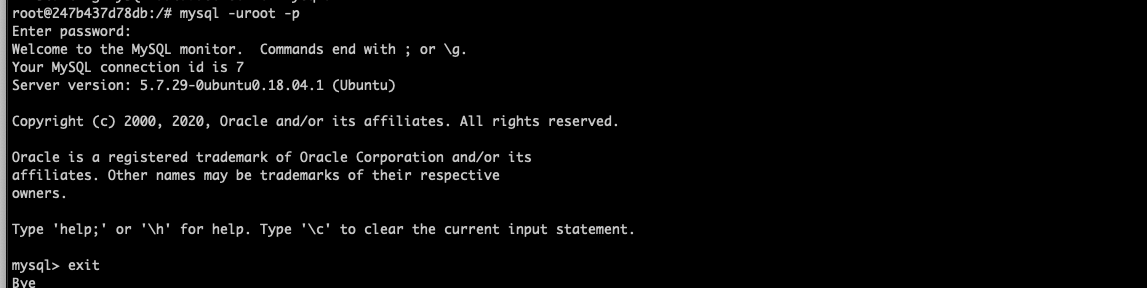 root@247b437d78db:/# mysql -uroot -p
Enter password:
Welcome to the MySQL monitor.  Commands end with ; or \g.
Your MySQL connection id is 7
Server version: 5.7.29-0ubuntu0.18.04.1 (Ubuntu)
Copyright (c) 2000, 2020, Oracle and/or its affiliates. All rights reserved.
Oracle is a registered trademark of Oracle Corporation and/or its
affiliates. Other names may be trademarks of their respective
owners.
Type 'help;' or '\h' for help. Type '\c' to clear the current input statement.
mysql> exit
Bye